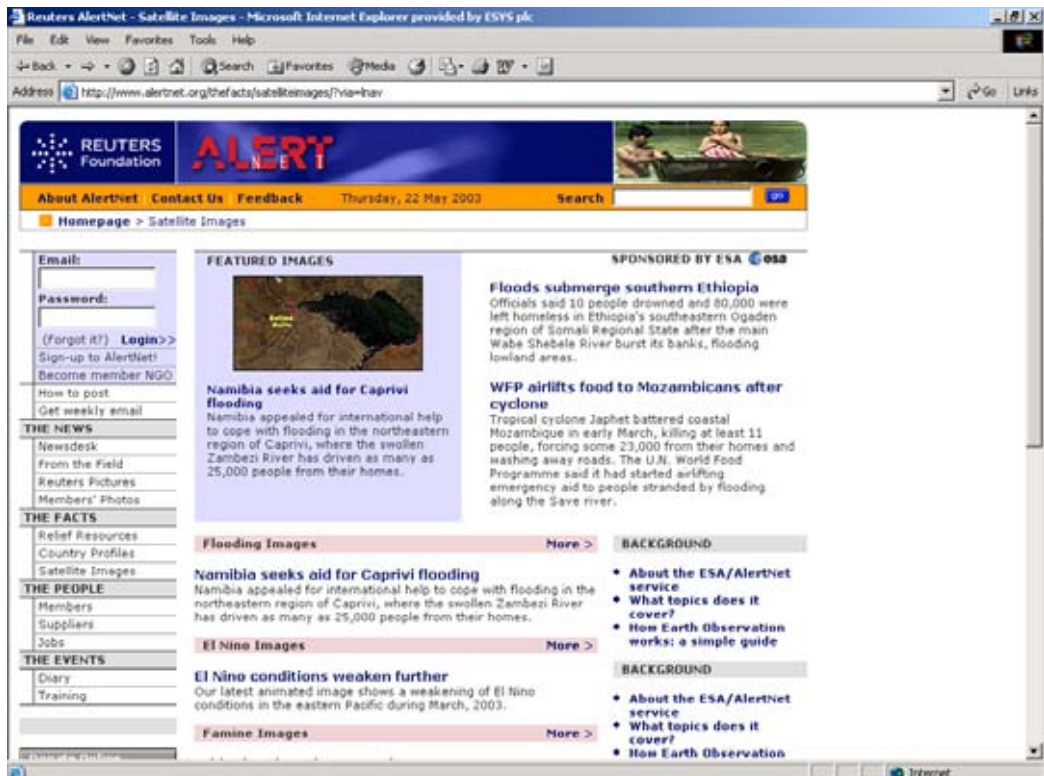 Reuters AlertNet - Satellite Images - Microsoft Internet Explorer provided by ESYS plc
File Edit View Favorites Tools Help
Back Search Favorites Media
Address http://www.alertnet.org/thefacts/satelliteimages/?via=lnav Go Links
REUTERS
Foundation
ALERT
NET
About AlertNet Contact Us Feedback Thursday, 22 May 2003 Search GO
Homepage > Satellite Images
Email:
Password:
(Forgot it?) Login>>
Sign-up to AlertNet!
Become member NGO
How to post
Get weekly email
THE NEWS
Newsdesk
From the Field
Reuters Pictures
Members' Photos
THE FACTS
Relief Resources
Country Profiles
Satellite Images
THE PEOPLE
Members
Suppliers
Jobs
THE EVENTS
Diary
Training
FEATURED IMAGES
Namibia seeks aid for Caprivi
flooding
Namibia appealed for international help
to cope with flooding in the northeastern
region of Caprivi, where the swollen
Zambezi River has driven as many as
25,000 people from their homes.
SPONSORED BY ESA esa
Floods submerge southern Ethiopia
Officials said 10 people drowned and 80,000 were
left homeless in Ethiopia's southeastern Ogaden
region of Somali Regional State after the main
Wabe Shebele River burst its banks, flooding
lowland areas.
WFP airlifts food to Mozambicans after
cyclone
Tropical cyclone Japhet battered coastal
Mozambique in early March, killing at least 11
people, forcing some 23,000 from their homes and
washing away roads. The U.N. World Food
Programme said it had started airlifting
emergency aid to people stranded by flooding
along the Save river.
Flooding Images More >
Namibia seeks aid for Caprivi flooding
Namibia appealed for international help to cope with flooding in the
northeastern region of Caprivi, where the swollen Zambezi River
has driven as many as 25,000 people from their homes.
El Nino Images More >
El Nino conditions weaken further
Our latest animated image shows a weakening of El Nino
conditions in the eastern Pacific during March, 2003.
Famine Images More >
BACKGROUND
• About the ESA/AlertNet
service
• What topics does it
cover?
• How Earth Observation
works: a simple guide
BACKGROUND
• About the ESA/AlertNet
service
• What topics does it
cover?
• How Earth Observation
Internet